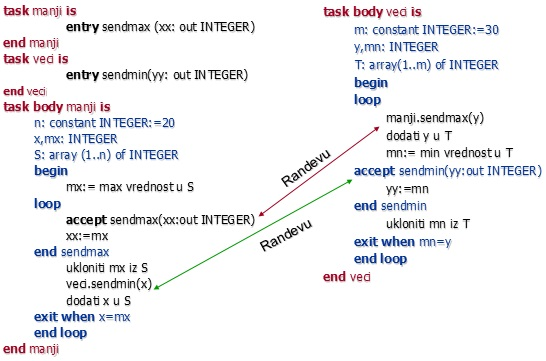 task manji is
entry sendmax (xx: out INTEGER)
end manji
task veci is
entry sendmin(yy: out INTEGER)
end veci
task body manji is
n: constant INTEGER:=20
x,mx: INTEGER
S: array (1..n) of INTEGER
begin
mx:= max vrednost u S
loop
accept sendmax(xx:out INTEGER)
xx:=mx
end sendmax
ukloniti mx iz S
veci.sendmin(x)
dodati x u S
exit when x=mx
end loop
end manji
Randevu
Randevu
task body veci is
m: constant INTEGER:=30
y,mn: INTEGER
T: array(1..m) of INTEGER
begin
loop
manji.sendmax(y)
dodati y u T
mn:= min vrednost u T
accept sendmin(yy:out INTEGER)
yy:=mn
end sendmin
ukloniti mn iz T
exit when mn=y
end loop
end veci